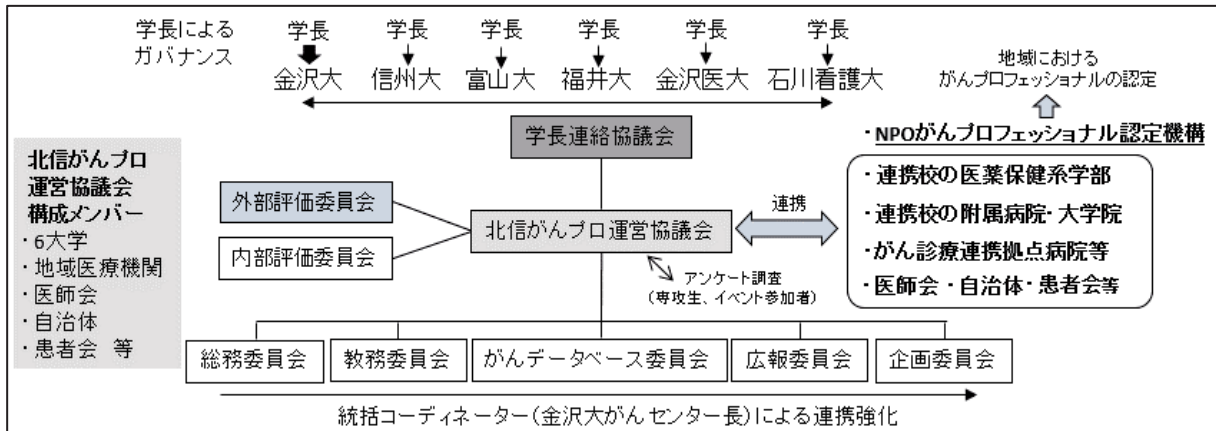 学長による
ガバナンス
学長 学長 学長 学長 学長 学長
金沢大 信州大 富山大 福井大 金沢医大 石川看護大
地域における
がんプロフェッショナルの認定
学長連絡協議会
・NPOがんプロフェッショナル認定機構
北信がんプロ
運営協議会
構成メンバー
・6大学
・地域医療機関
・医師会
・自治体
・患者会 等
外部評価委員会
内部評価委員会
北信がんプロ運営協議会
連携
・連携校の医薬保健系学部
・連携校の附属病院・大学院
・がん診療連携拠点病院等
・医師会・自治体・患者会等
アンケート調査
(専攻生、イベント参加者)
総務委員会 教務委員会 がんデータベース委員会 広報委員会 企画委員会
統括コーディネーター(金沢大がんセンター長)による連携強化